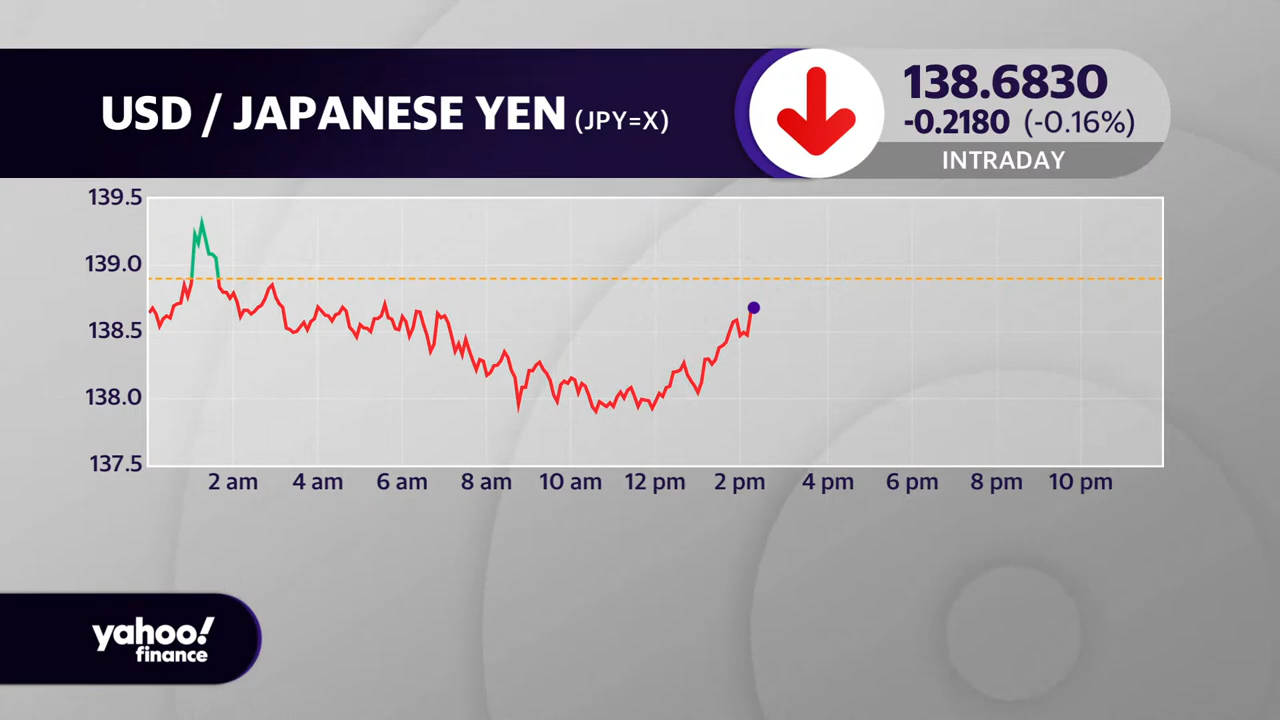 USD / JAPANESE YEN (JPY=X)
138.6830
-0.2180 (-0.16%)
INTRADAY
139.5
139.0
138.5
138.0
137.5
2 am 4 am 6 am 8 am 10 am 12 pm 2 pm 4 pm 6 pm 8 pm 10 pm
yahoo!
finance